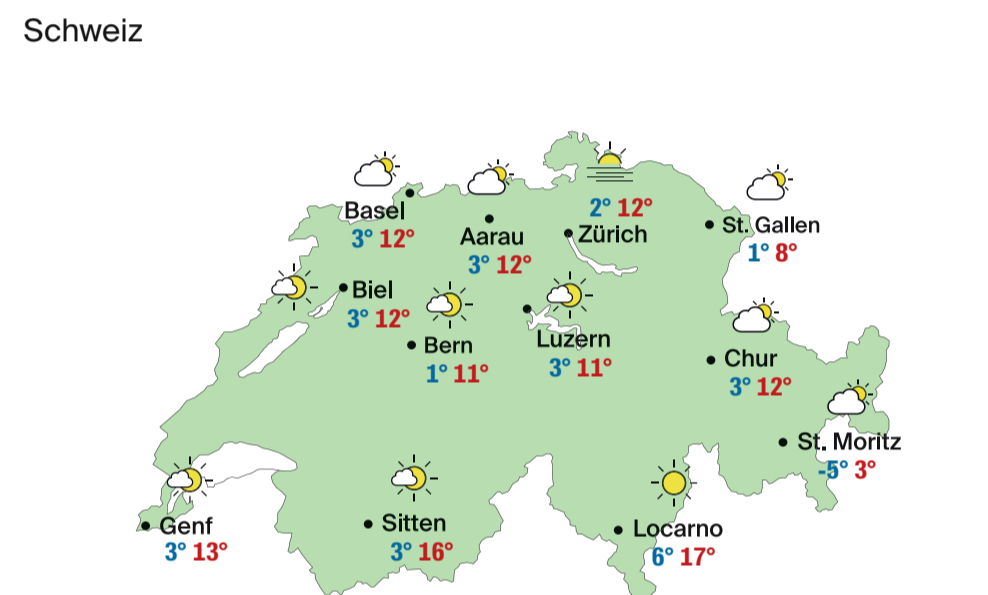 Schweiz
Basel
3° 12°
Aarau
3° 12°
2° 12°
Zürich
St. Gallen
1° 8°
Biel
3° 12°
Bern
1° 11°
Luzern
3° 11°
Chur
3° 12°
St. Moritz
-5° 3°
Genf
3° 13°
Sitten
3° 16°
Locarno
6° 17°